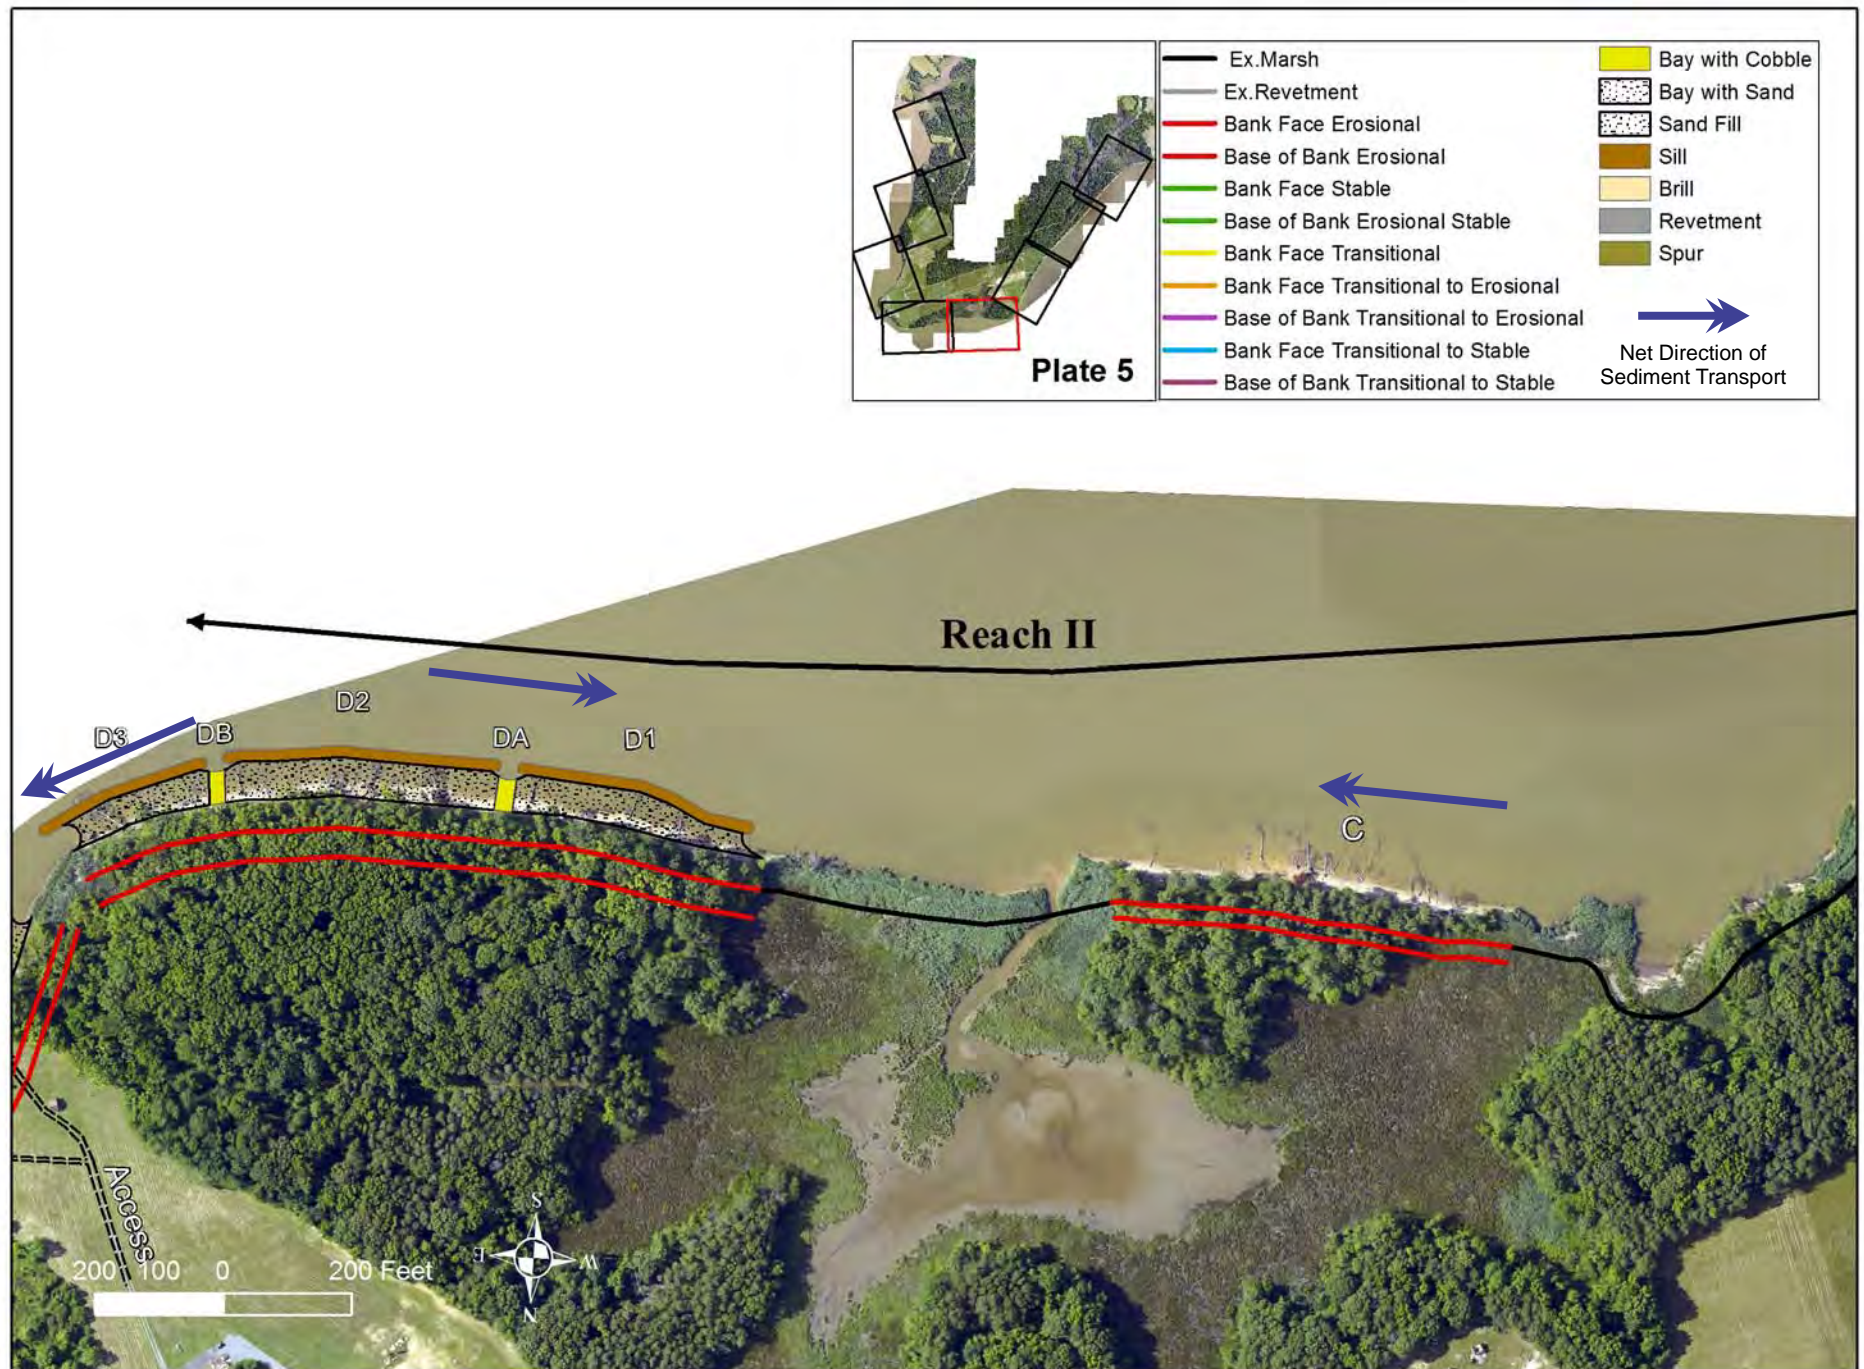 Plate 5
Ex.Marsh
Ex.Revetment
Bank Face Erosional
Base of Bank Erosional
Bank Face Stable
Base of Bank Erosional Stable
Bank Face Transitional
Bank Face Transitional to Erosional
Base of Bank Transitional to Erosional
Bank Face Transitional to Stable
Base of Bank Transitional to Stable
Bay with Cobble
Bay with Sand
Sand Fill
Sill
Brill
Revetment
Spur
Net Direction of
Sediment Transport
Reach II
D3
DB
D2
DA
D1
C
Access
S
E
W
N
200 100 0 200 Feet